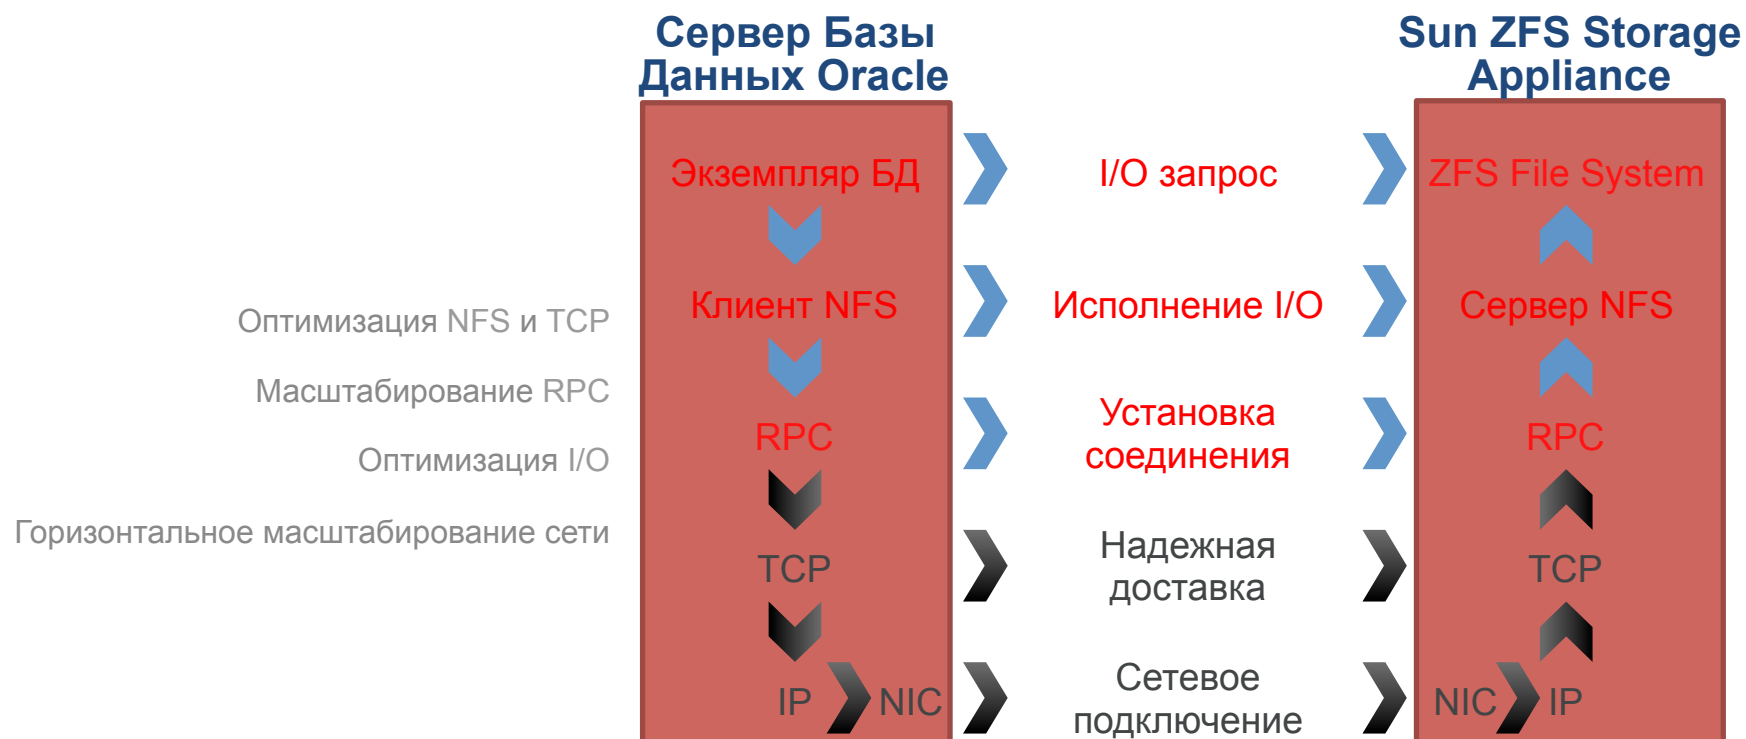 Сервер Базы
Данных Oracle
Sun ZFS Storage
Appliance
Экземпляр БД
I/O запрос
ZFS File System
Клиент NFS
Исполнение I/O
Сервер NFS
Оптимизация NFS и TCP
Масштабирование RPC
Оптимизация I/O
Горизонтальное масштабирование сети
RPC
Установка
соединения
RPC
TCP
Надежная
доставка
TCP
IP
NIC
Сетевое
подключение
NIC
IP